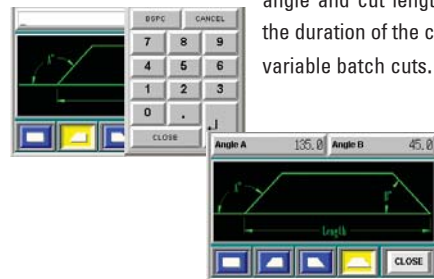 angle and cut length
the duration of the c
variable batch cuts.
BSPC CANCEL
7 8 9
4 5 6
1 2 3
0 .
CLOSE
Angle A 135.0 Angle B 45.0
Length
CLOSE